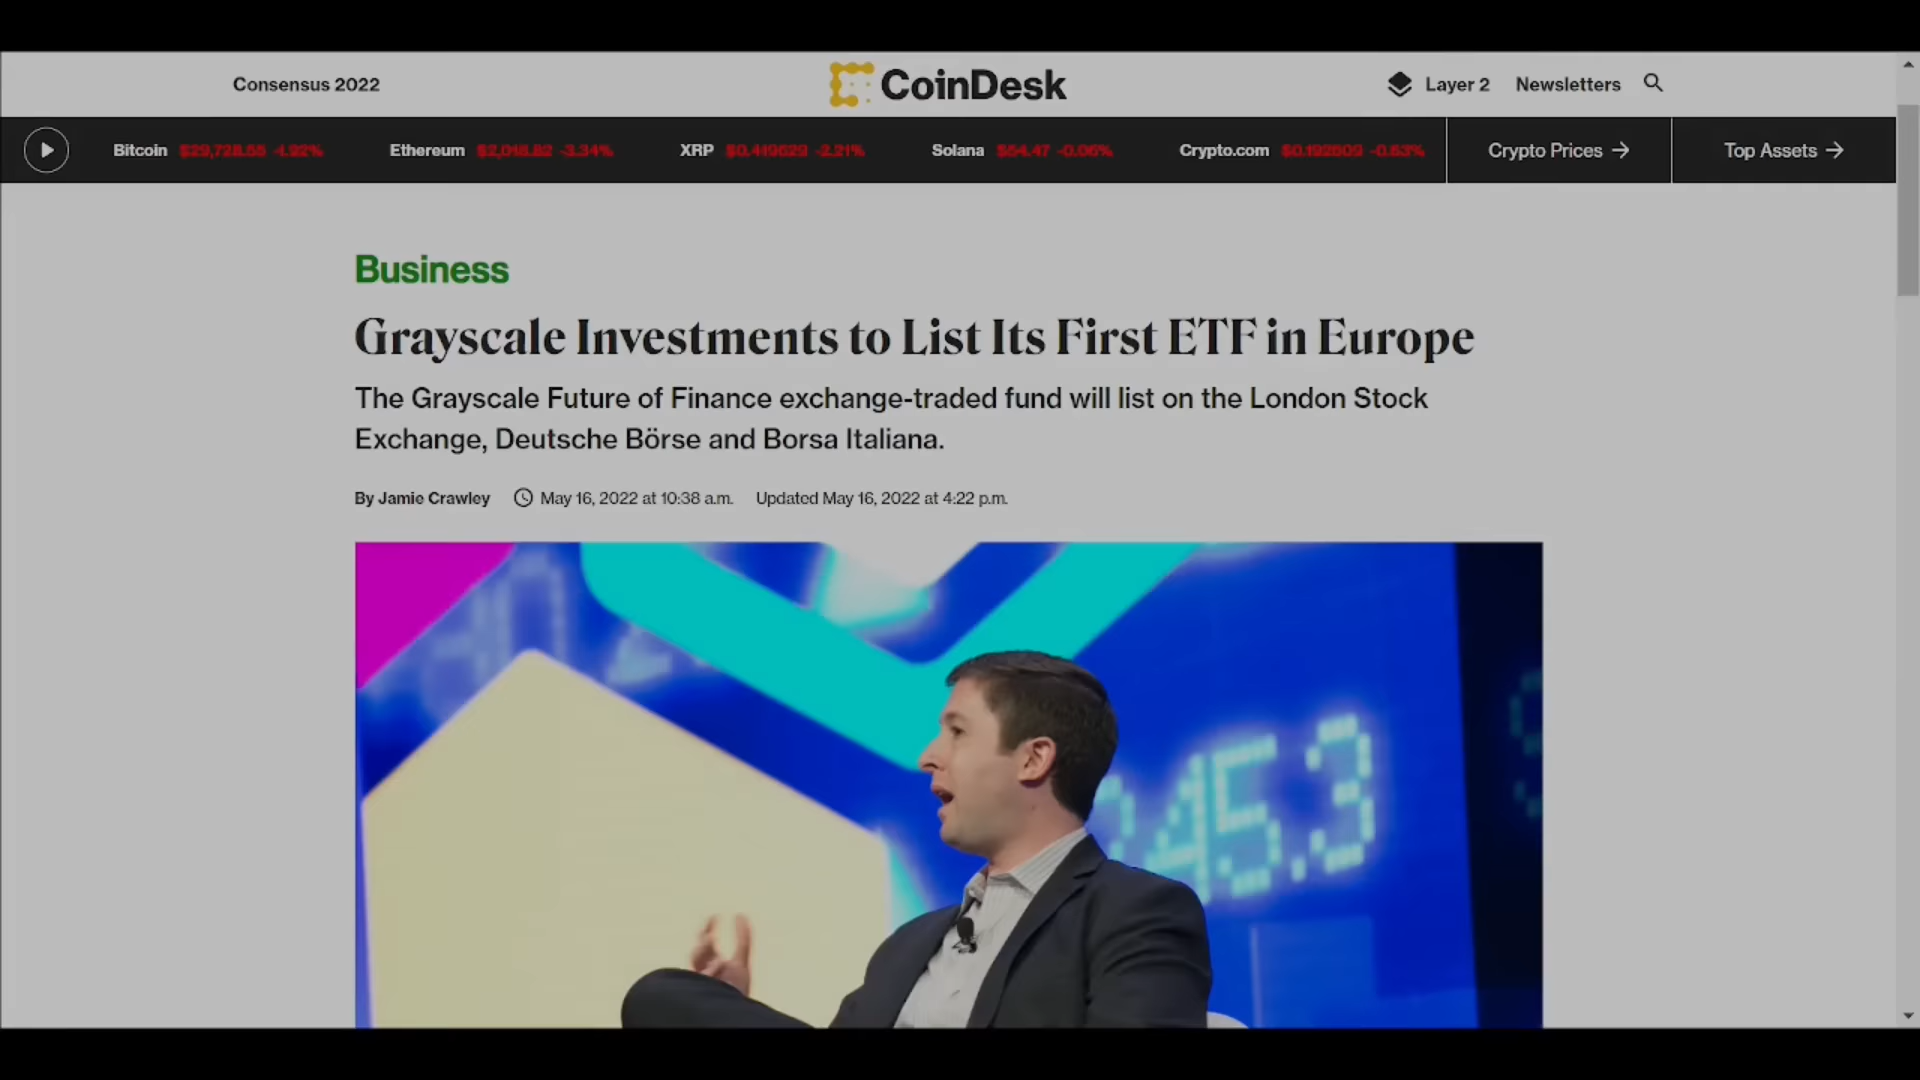 Consensus 2022
CoinDesk
Layer 2
Newsletters
Bitcoin $29,728.55 -1.92%
Ethereum $2,018.82 -3.34%
XRP $0.419629 -2.21%
Solana $54.47 -0.06%
Crypto.com -0.63%
Crypto Prices →
Top Assets →
Business
Grayscale Investments to List Its First ETF in Europe
The Grayscale Future of Finance exchange-traded fund will list on the London Stock
Exchange, Deutsche Börse and Borsa Italiana.
By Jamie Crawley
May 16, 2022 at 10:38 a.m.
Updated May 16, 2022 at 4:22 p.m.
245.3